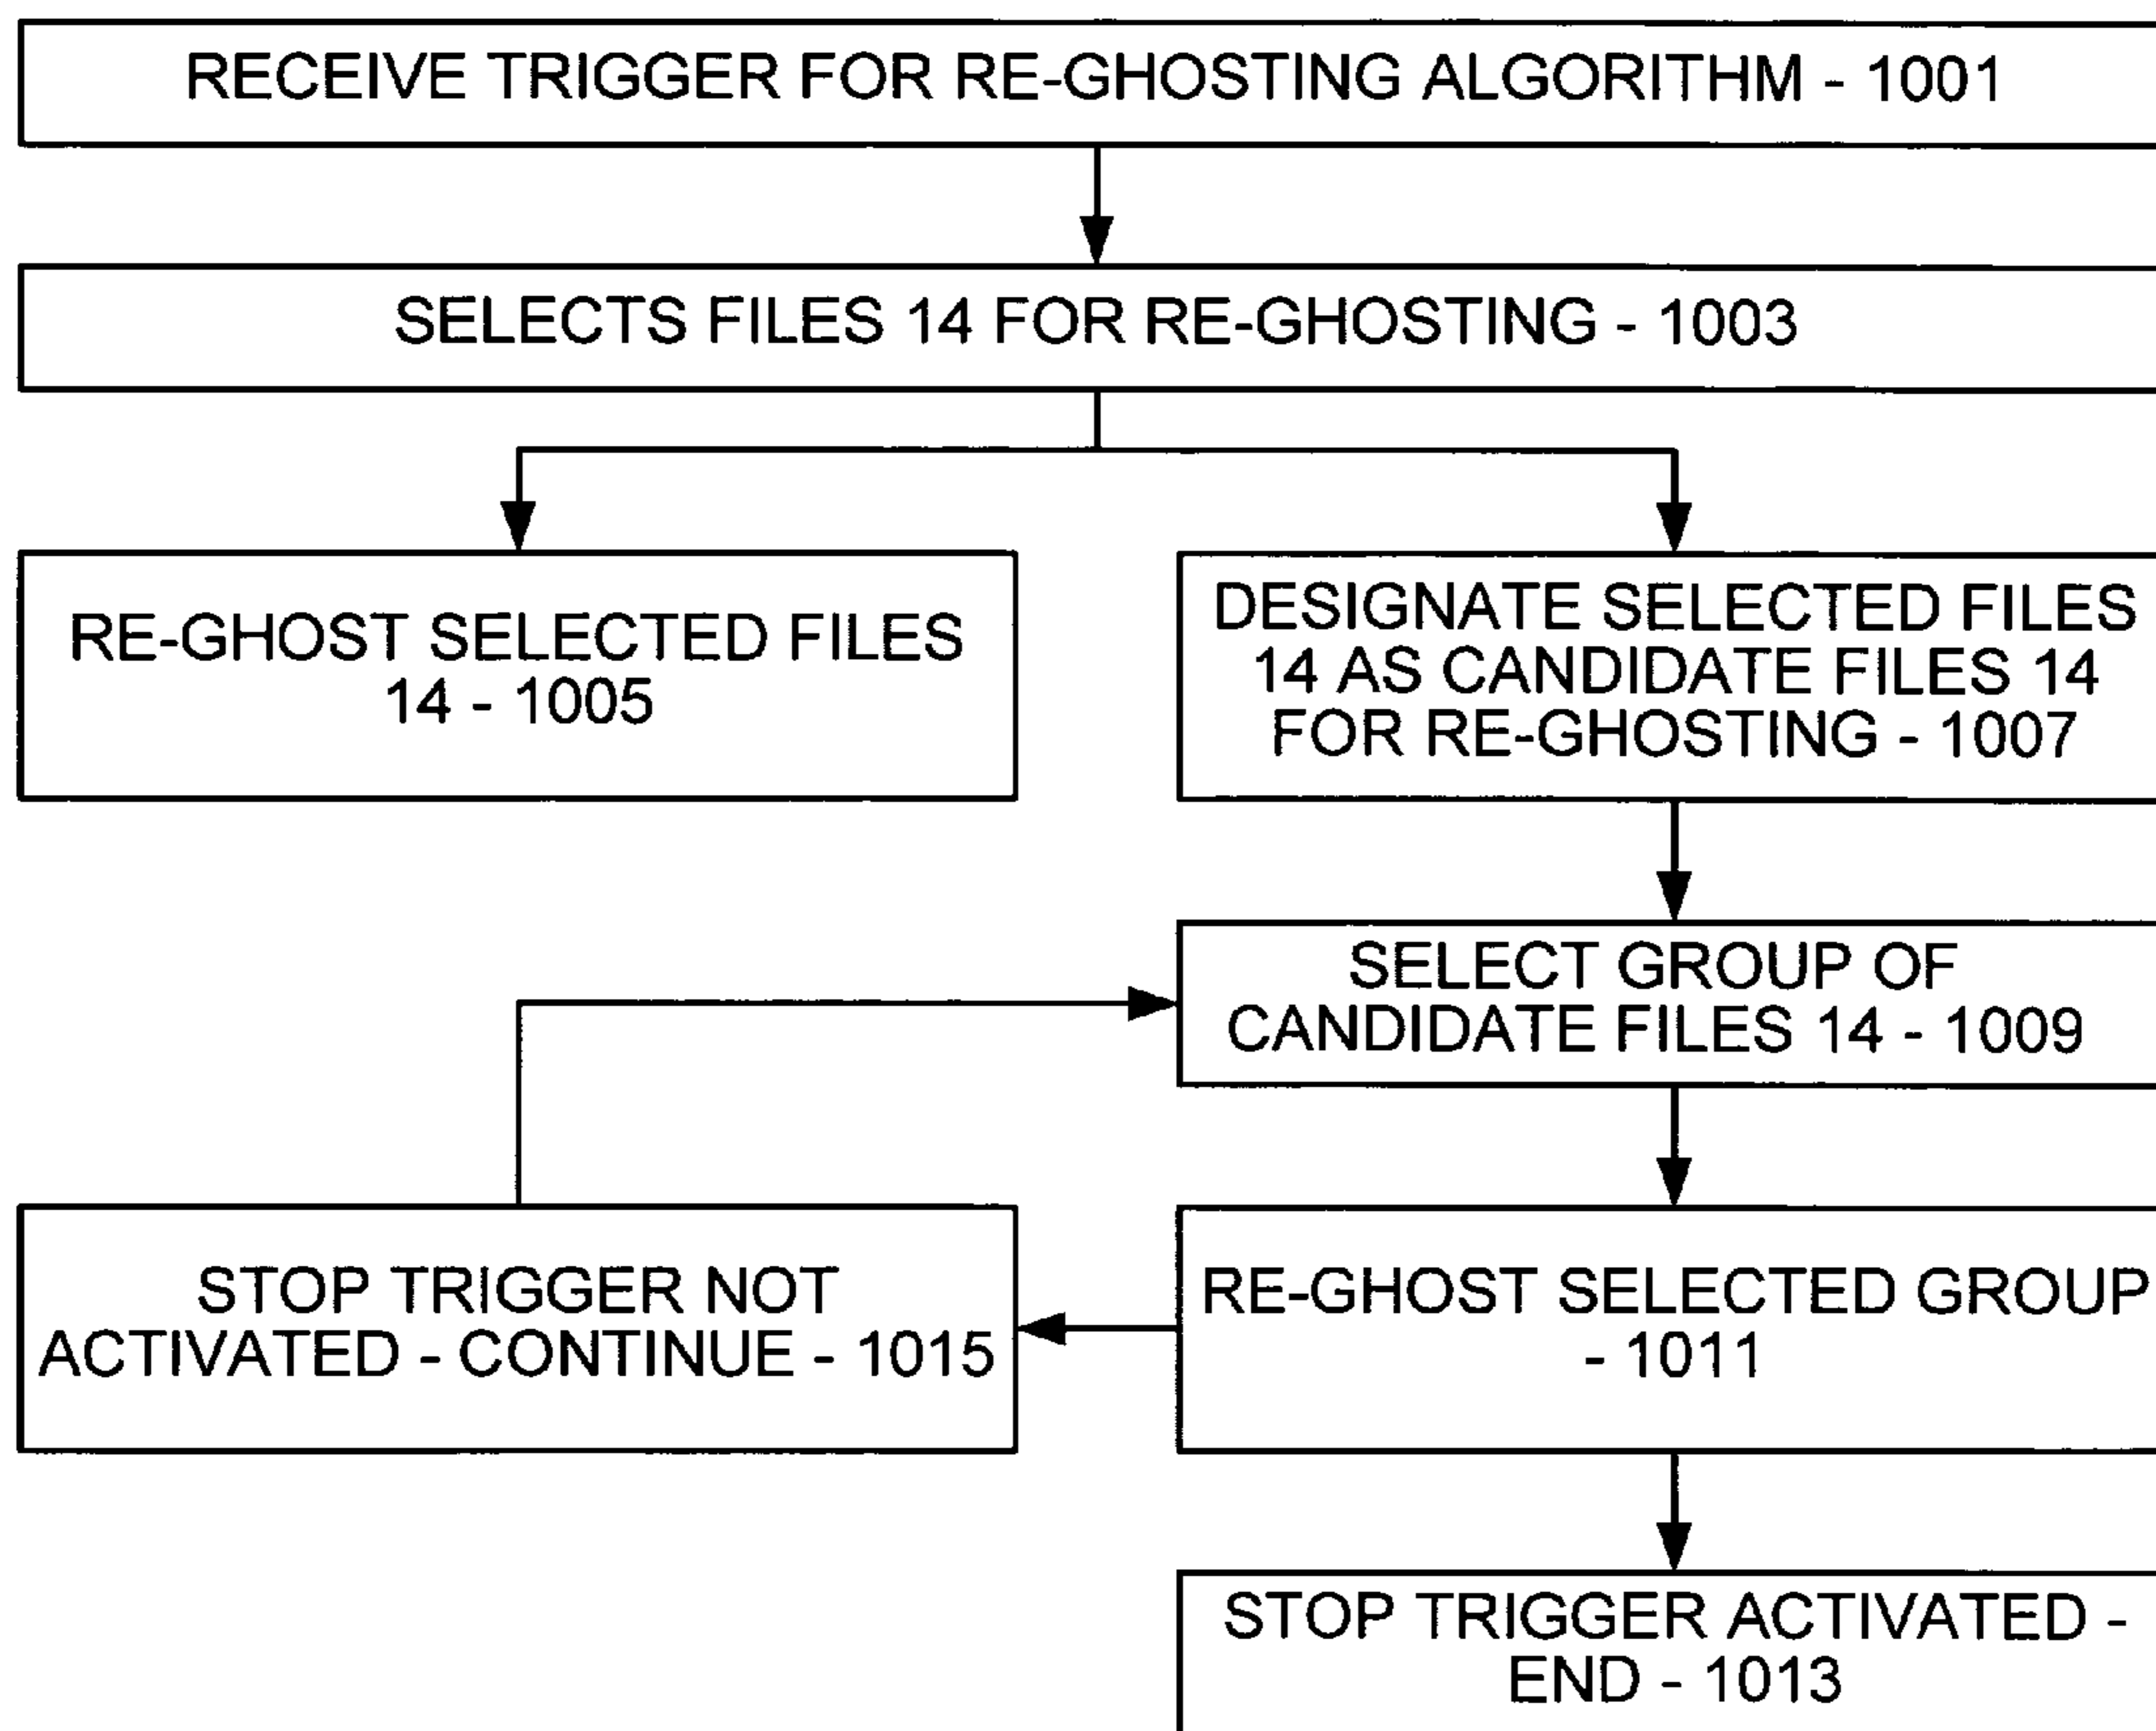 RECEIVE TRIGGER FOR RE-GHOSTING ALGORITHM - 1001
SELECTS FILES 14 FOR RE-GHOSTING - 1003
RE-GHOST SELECTED FILES
14 - 1005
DESIGNATE SELECTED FILES
14 AS CANDIDATE FILES 14
FOR RE-GHOSTING - 1007
SELECT GROUP OF
CANDIDATE FILES 14 - 1009
STOP TRIGGER NOT
ACTIVATED - CONTINUE - 1015
RE-GHOST SELECTED GROUP
- 1011
STOP TRIGGER ACTIVATED -
END - 1013